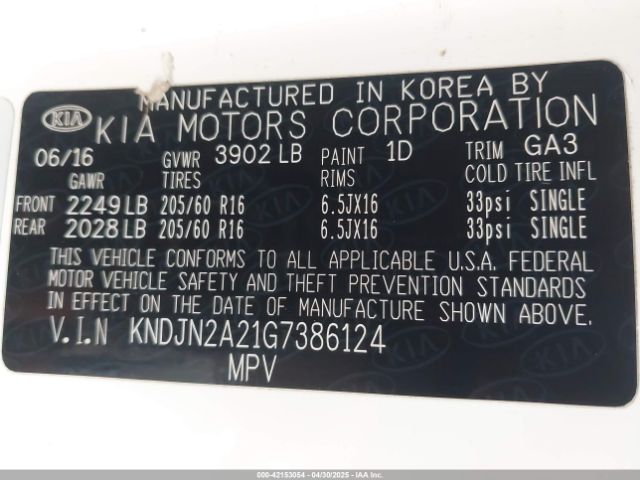 MANUFACTURED IN KOREA BY
KIA KIA MOTORS CORPORATION
06/16 GVWR 3902 LB PAINT 1D TRIM GA3
GAWR TIRES RIMS COLD TIRE INFL
FRONT 2249 LB 205/60 R16 6.5JX16 33psi SINGLE
REAR 2028 LB 205/60 R16 6.5JX16 33psi SINGLE
THIS VEHICLE CONFORMS TO ALL APPLICABLE U.S.A. FEDERAL
MOTOR VEHICLE SAFETY AND THEFT PREVENTION STANDARDS
IN EFFECT ON THE DATE OF MANUFACTURE SHOWN ABOVE.
V.I.N KNDJN2A21G7386124
MPV
000-42153054 - 04/30/2025 - IAAI, Inc.